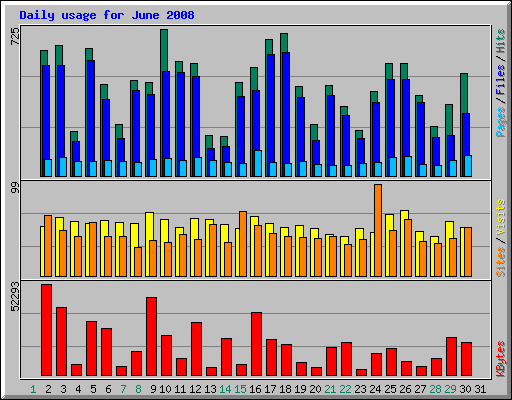 Daily usage for June 2008
725
Pages / Files / Hits
99
Sites / Visits
52293
KBytes
1 2 3 4 5 6 7 8 9 10 11 12 13 14 15 16 17 18 19 20 21 22 23 24 25 26 27 28 29 30 31